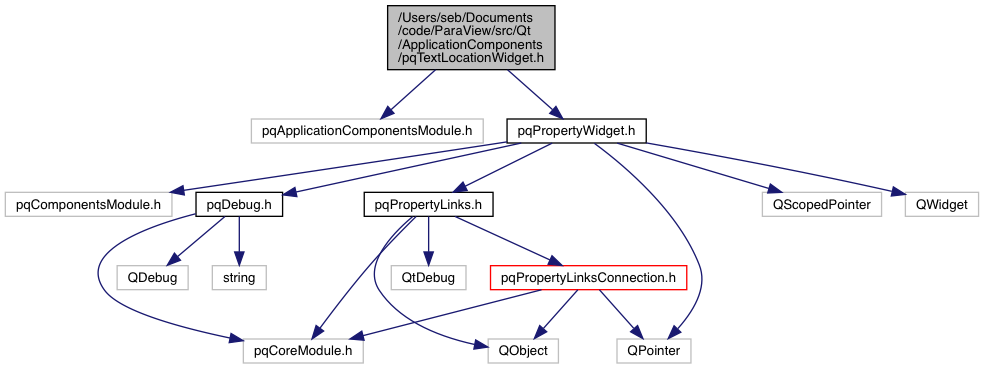 /Users/seb/Documents
/code/ParaView/src/Qt
/ApplicationComponents
/pqTextLocationWidget.h
pqApplicationComponentsModule.h
pqPropertyWidget.h
pqComponentsModule.h
pqDebug.h
pqPropertyLinks.h
QScopedPointer
QWidget
QDebug
string
QtDebug
pqPropertyLinksConnection.h
pqCoreModule.h
QObject
QPointer